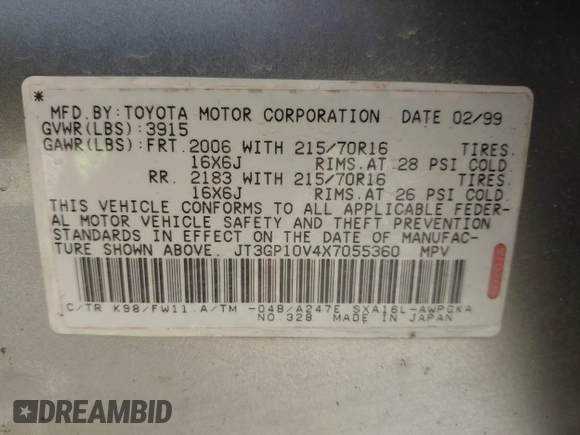 * MFD.BY:TOYOTA MOTOR CORPORATION DATE 02/99
GVWR(LBS):3915
GAWR(LBS):FRT. 2006 WITH 215/70R16 TIRES.
16X6J RIMS.AT 28 PSI COLD.
RR. 2183 WITH 215/70R16 TIRES.
16X6J RIMS.AT 26 PSI COLD.
THIS VEHICLE CONFORMS TO ALL APPLICABLE FEDER-
AL MOTOR VEHICLE SAFETY AND THEFT PREVENTION
STANDARDS IN EFFECT ON THE DATE OF MANUFAC-
TURE SHOWN ABOVE. JT3GP10V4X7055360 MPV
C/TR K98/FW11.A/TM -04B/A247E SXA16L-AWPGKA
NO.328 MADE IN JAPAN
DREAMBID